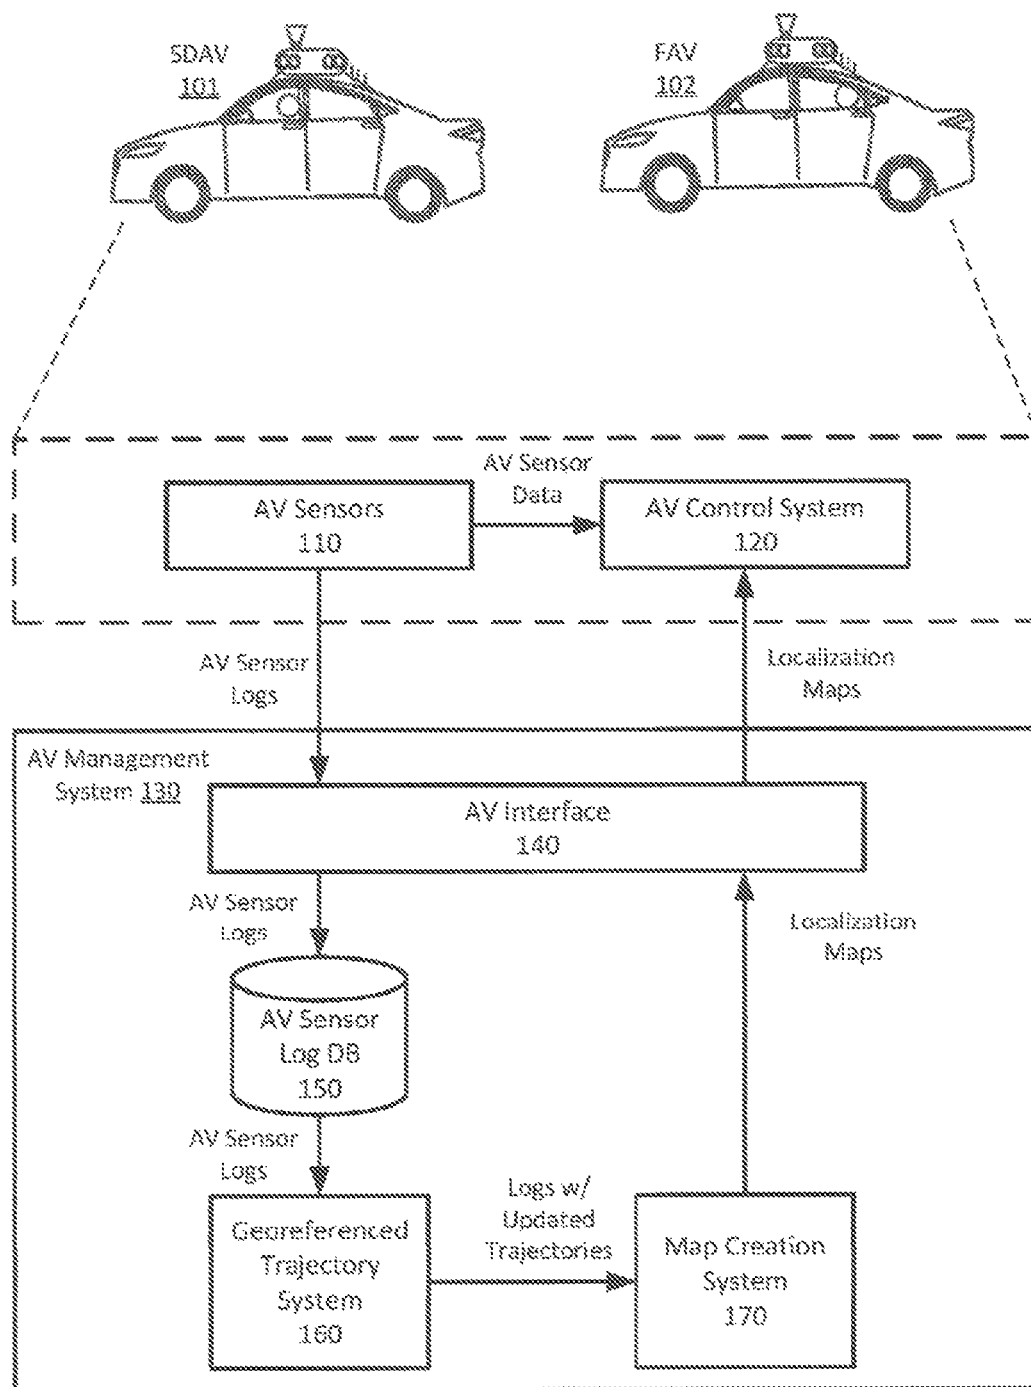 SDAV
101
FAV
102
AV Sensor
Data
AV Sensors
110
AV Control System
120
AV Sensor
Logs
Localization
Maps
AV Management
System 130
AV Interface
140
AV Sensor
Logs
Localization
Maps
AV Sensor
Log DB
150
AV Sensor
Logs
Logs w/
Updated
Trajectories
Georeferenced
Trajectory
System
160
Map Creation
System
170